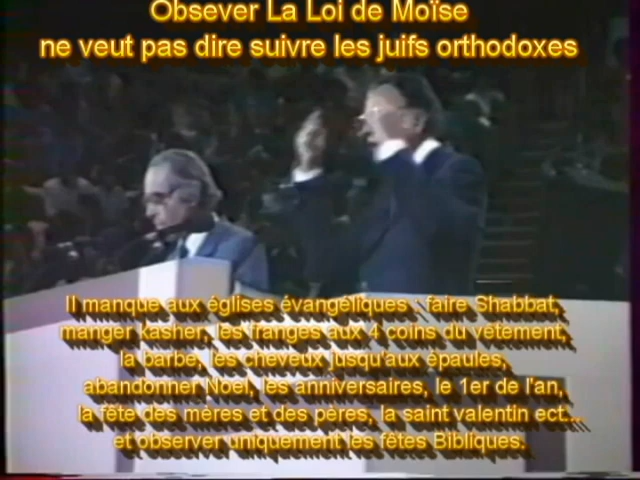 Obsever La Loi de Moïse
ne veut pas dire suivre les juifs orthodoxes
Il manque aux églises évangéliques : faire Shabbat,
manger kasher, les franges aux 4 coins du vêtement,
la barbe, les cheveux jusqu'aux épaules,
abandonner Noel, les anniversaires, le 1er de l'an,
la fête des mères et des pères, la saint valentin ect...
et observer uniquement les fêtes Bibliques.